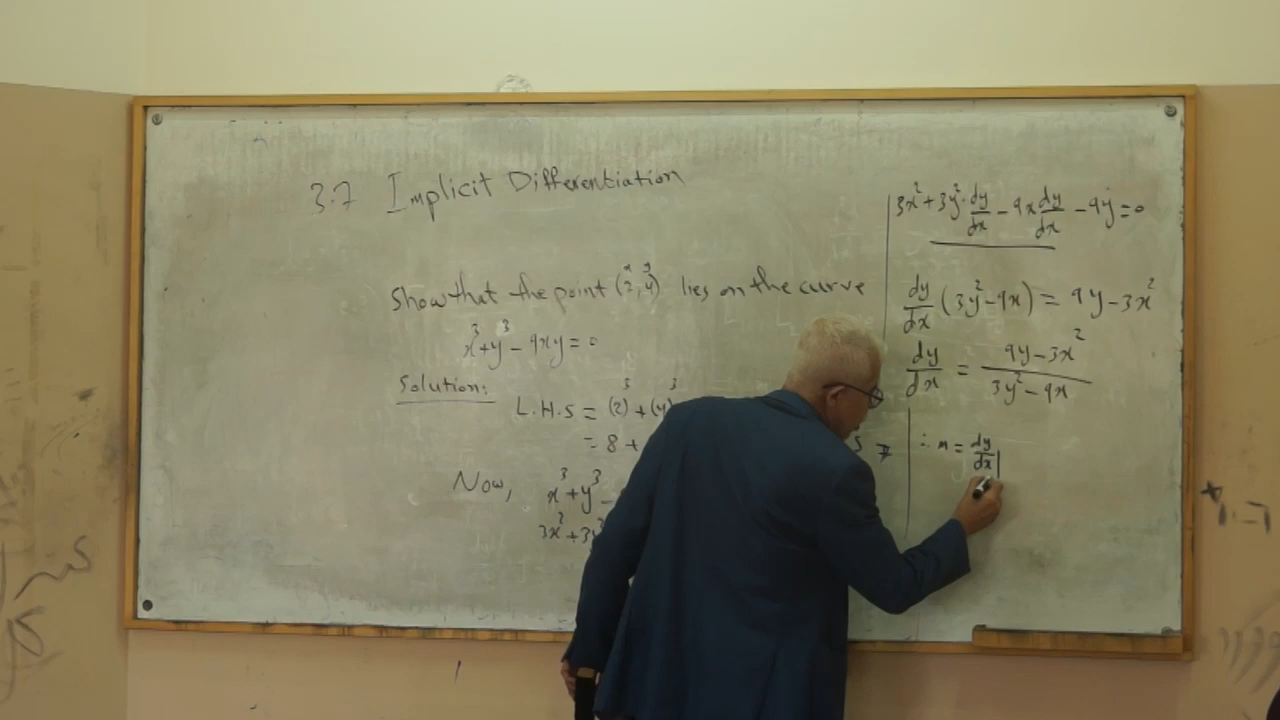 3.7 Implicit Differentiation
Show that the point (2, 4) lies on the curve
x y
x³+y³ - 9xy = 0
Solution:
L.H.S = (2)³ + (4)³
= 8 +
S
Now, x³ + y³ -
3x² + 3y²
3x² + 3y² · dy/dx - 9x dy/dx - 9y = 0
dy/dx (3y² - 9x) = 9y - 3x²
dy/dx = 9y - 3x² / 3y² - 9x
∴ m = dy/dx |